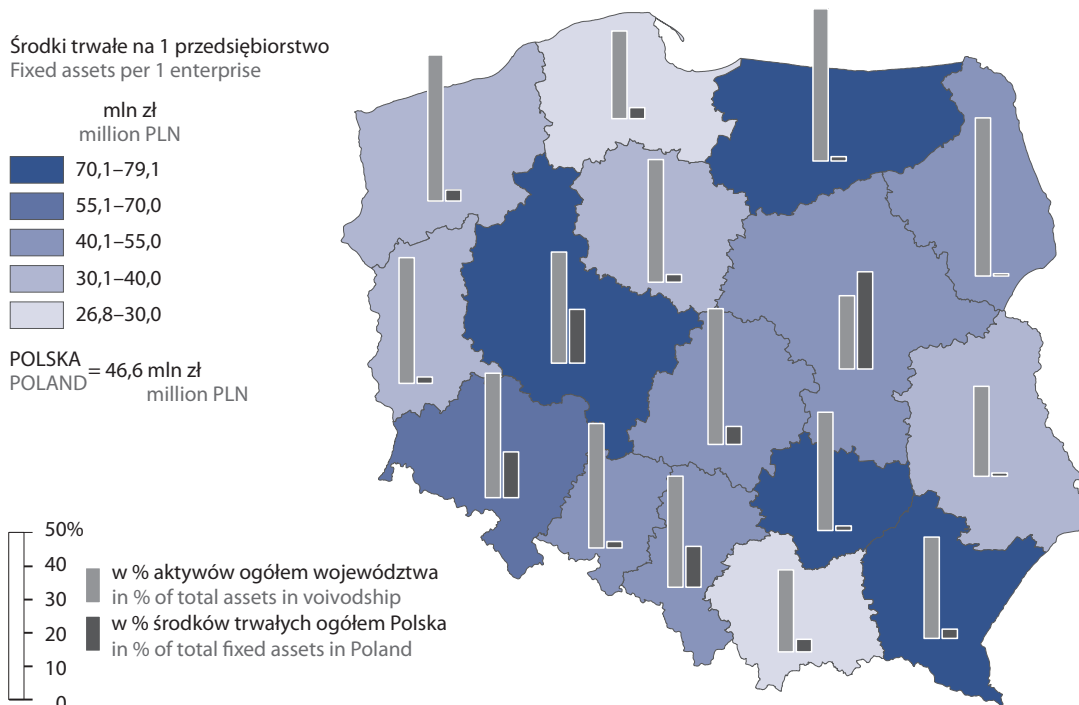 Środki trwałe na 1 przedsiębiorstwo
Fixed assets per 1 enterprise
mln zł
million PLN
70,1–79,1
55,1–70,0
40,1–55,0
30,1–40,0
26,8–30,0
POLSKA
POLAND = 46,6 mln zł
million PLN
50%
40
30
20
10
0
w % aktywów ogółem województwa
in % of total assets in voivodship
w % środków trwałych ogółem Polska
in % of total fixed assets in Poland